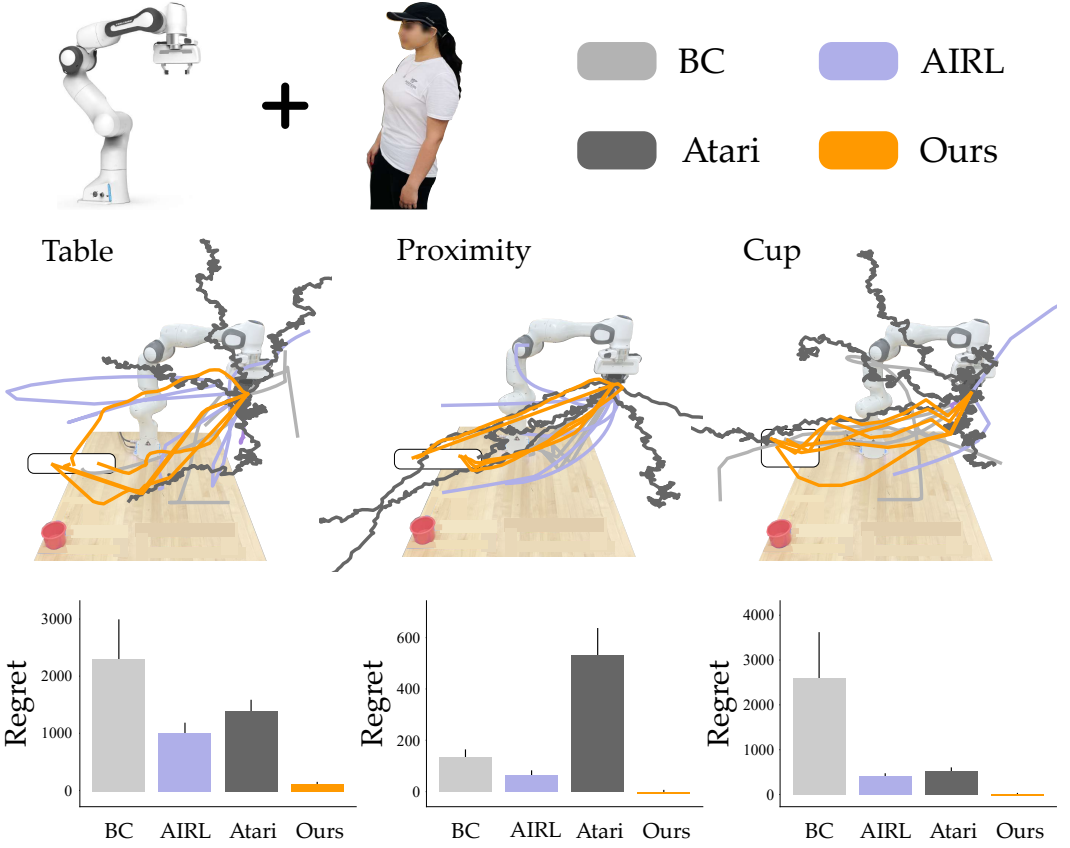 BC
AIRL
Atari
Ours
Table
Proximity
Cup
Regret
3000
2000
1000
0
BC
AIRL
Atari
Ours
Regret
600
400
200
0
BC
AIRL
Atari
Ours
Regret
4000
3000
2000
1000
0
BC
AIRL
Atari
Ours